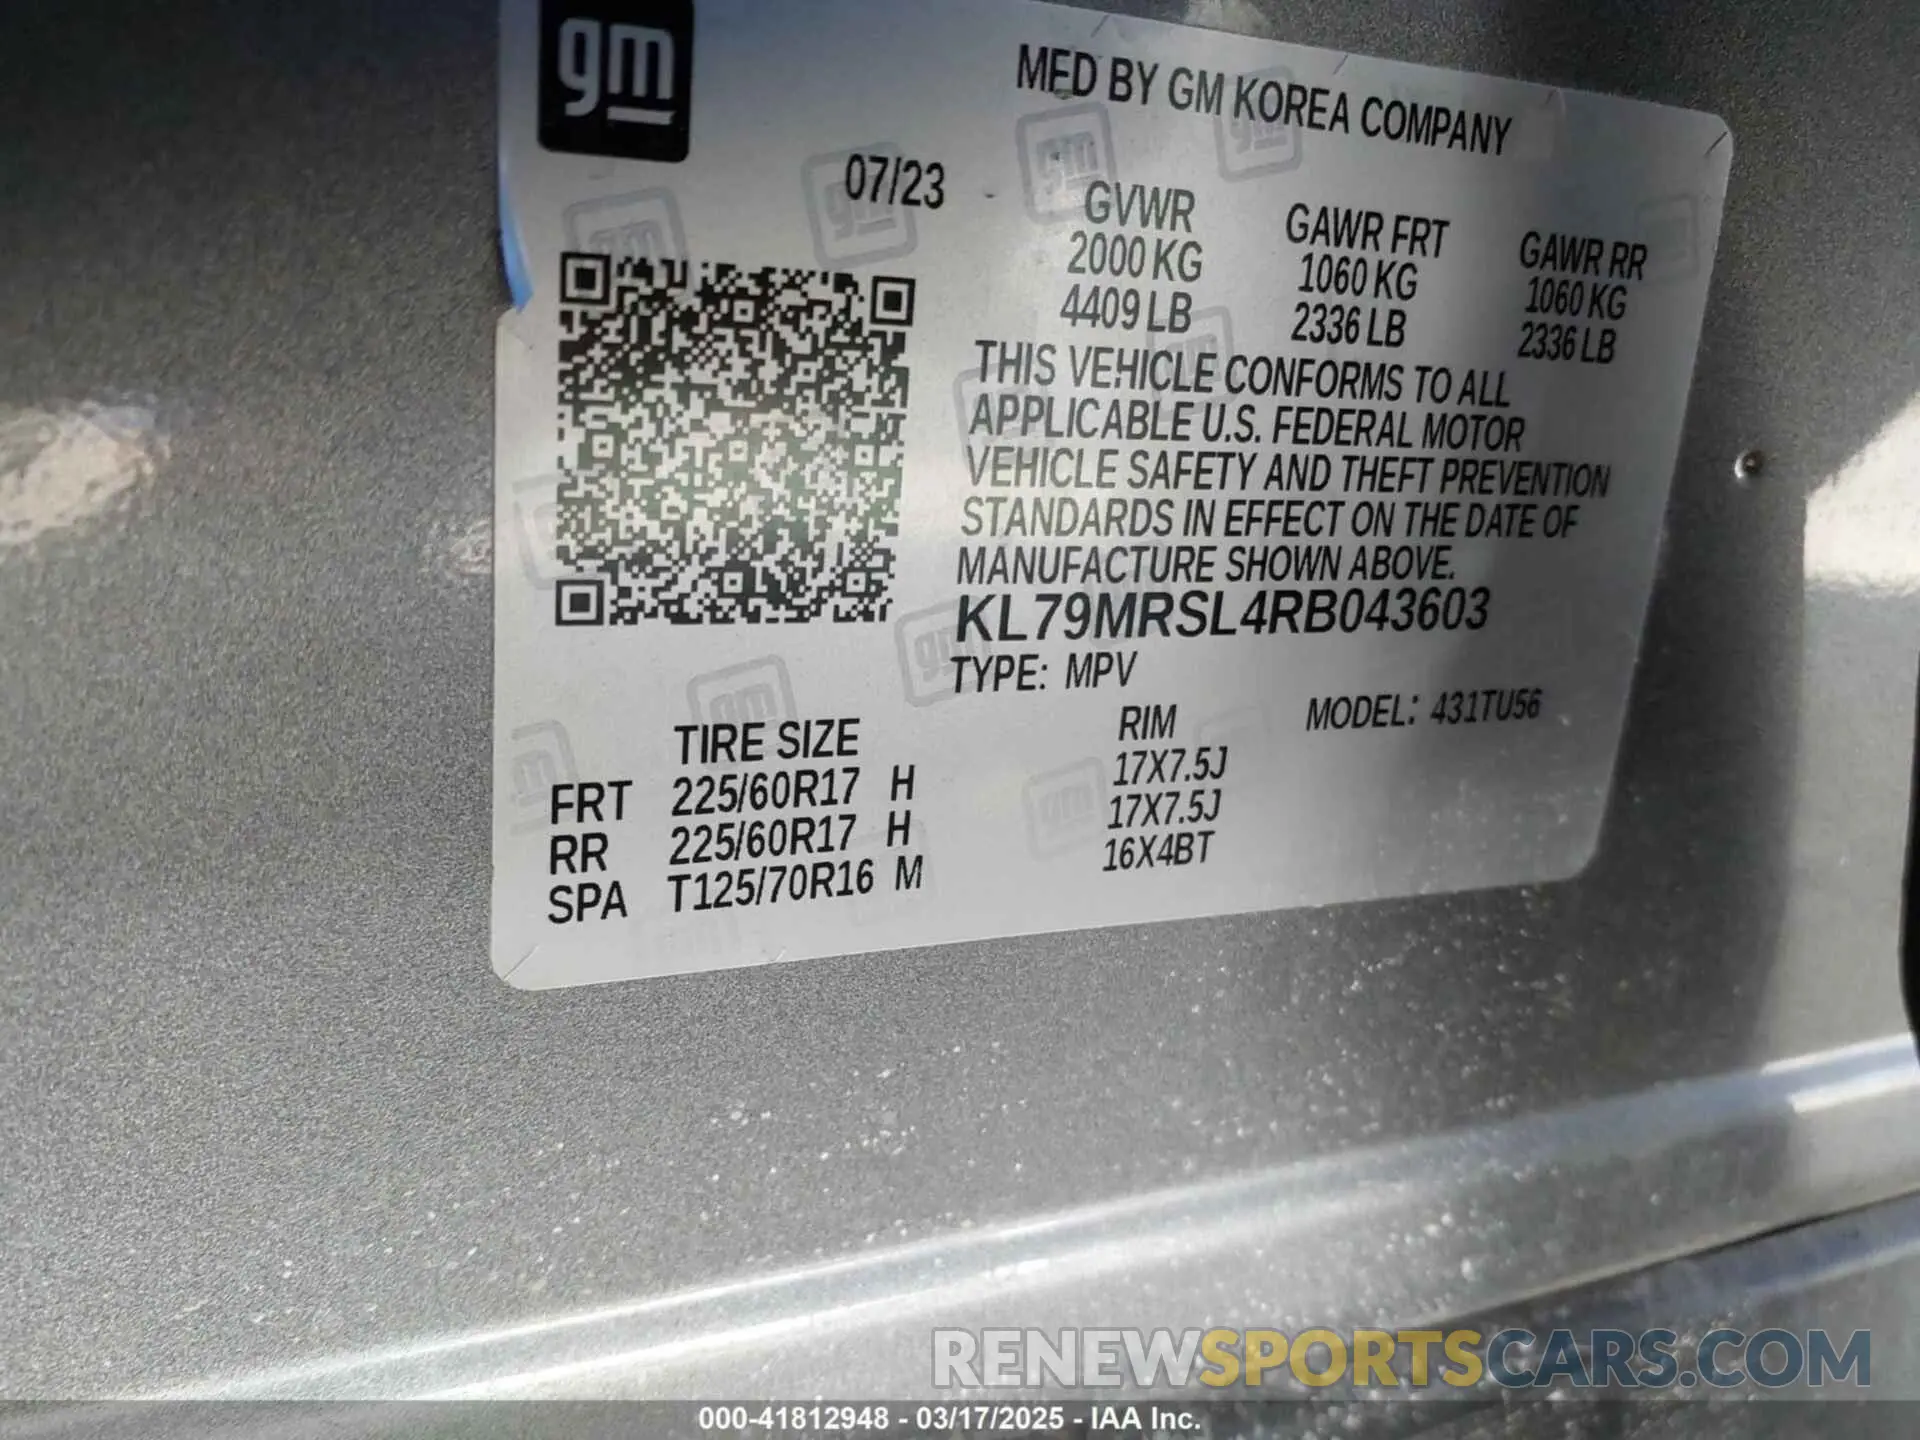 gm
MFD BY GM KOREA COMPANY
07/23
GVWR GAWR FRT GAWR RR
2000 KG 1060 KG 1060 KG
4409 LB 2336 LB 2336 LB
THIS VEHICLE CONFORMS TO ALL
APPLICABLE U.S. FEDERAL MOTOR
VEHICLE SAFETY AND THEFT PREVENTION
STANDARDS IN EFFECT ON THE DATE OF
MANUFACTURE SHOWN ABOVE.
KL79MRSL4RB043603
TYPE: MPV MODEL: 431TU56
TIRE SIZE RIM
FRT 225/60R17 H 17X7.5J
RR 225/60R17 H 17X7.5J
SPA T125/70R16 M 16X4BT
RENEWSPORTSCARS.COM
000-41812948 - 03/17/2025 - IAA Inc.